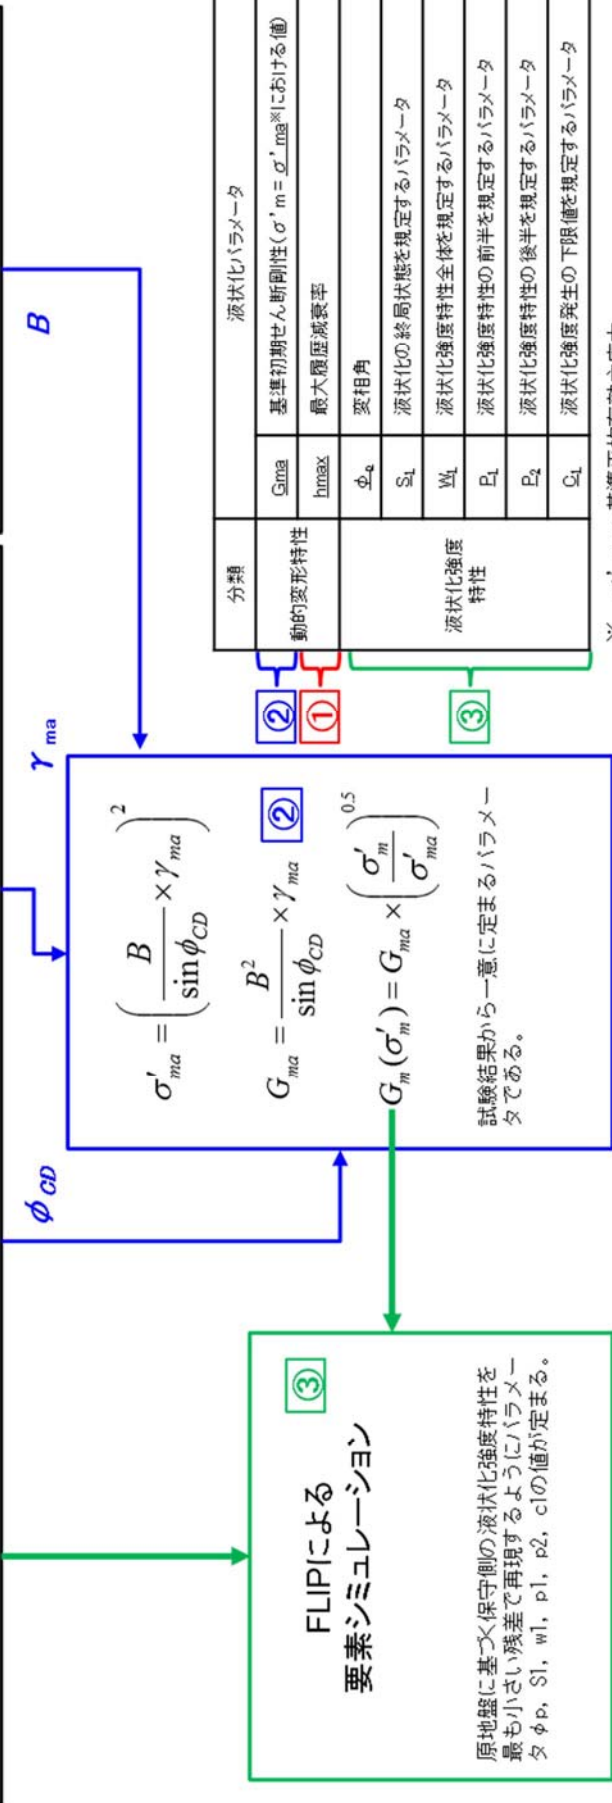 φCD
γma
B
FLIPによる
要素シミュレーション
③
原地盤に基づく保守側の液状化強度特性を
最も小さい残差で再現するようにパラメー
タφp, S1, w1, p1, p2, c1の値が定まる。
σ'ma = (B / sinφCD × γma)^2
Gma = B^2 / sinφCD × γma ②
Gm(σ'm) = Gma × (σ'm / σ'ma)^0.5
試験結果から一意に定まるパラメー
タである。
②
①
③
分類 液状化パラメータ
動的変形特性
Gma 基準初期せん断剛性(σ'm=σ'ma※における値)
hmax 最大履歴減衰率
液状化強度
特性
変相角
SL 液状化の終局状態を規定するパラメータ
WL 液状化強度特性全体を規定するパラメータ
P1 液状化強度特性の前半を規定するパラメータ
P2 液状化強度特性の後半を規定するパラメータ
CL 液状化強度発生の下限値を規定するパラメータ